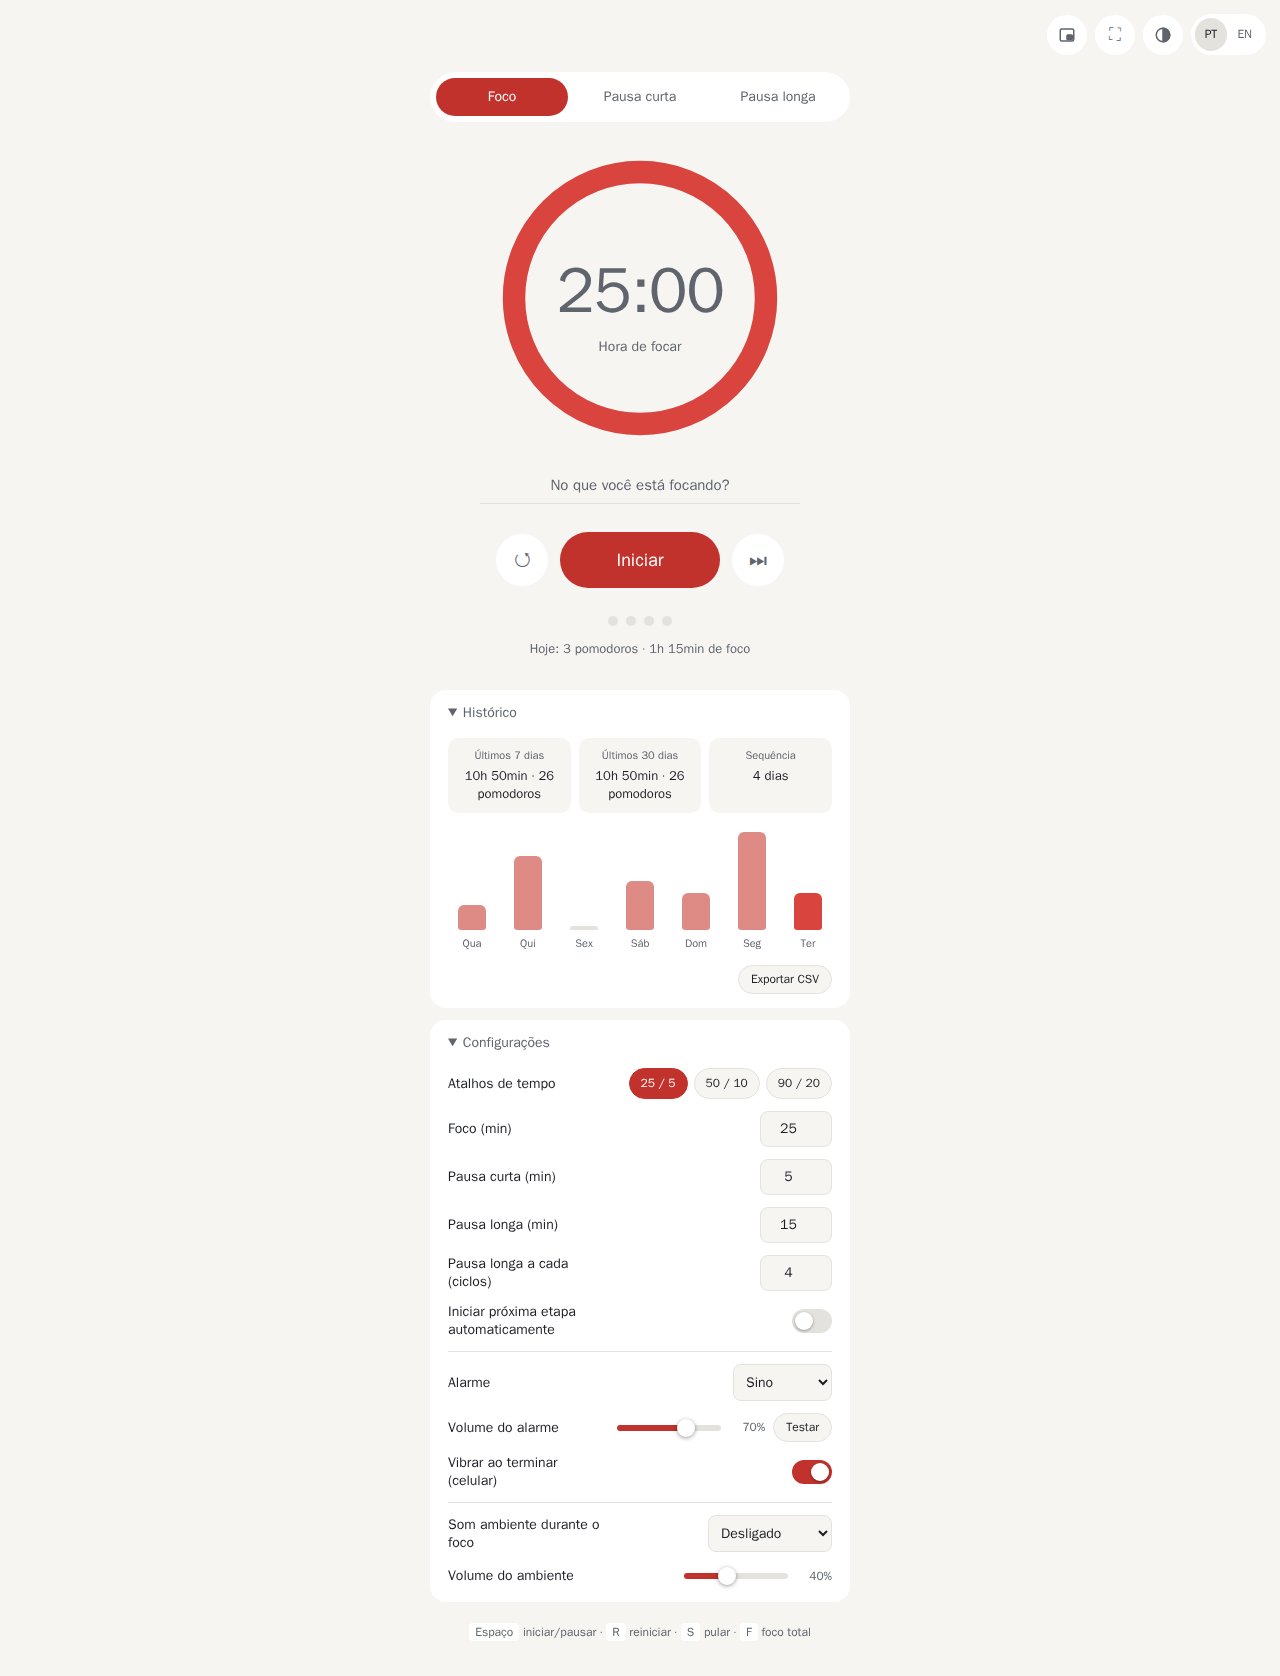 PT EN
Foco Pausa curta Pausa longa
25:00
Hora de focar
No que você está focando?
Iniciar
Hoje: 3 pomodoros · 1h 15min de foco
▼ Histórico
Últimos 7 dias
10h 50min · 26
pomodoros
Últimos 30 dias
10h 50min · 26
pomodoros
Sequência
4 dias
Qua Qui Sex Sáb Dom Seg Ter
Exportar CSV
▼ Configurações
Atalhos de tempo 25 / 5 50 / 10 90 / 20
Foco (min) 25
Pausa curta (min) 5
Pausa longa (min) 15
Pausa longa a cada
(ciclos) 4
Iniciar próxima etapa
automaticamente
Alarme Sino
Volume do alarme 70% Testar
Vibrar ao terminar
(celular)
Som ambiente durante o
foco Desligado
Volume do ambiente 40%
Espaço iniciar/pausar · R reiniciar · S pular · F foco total